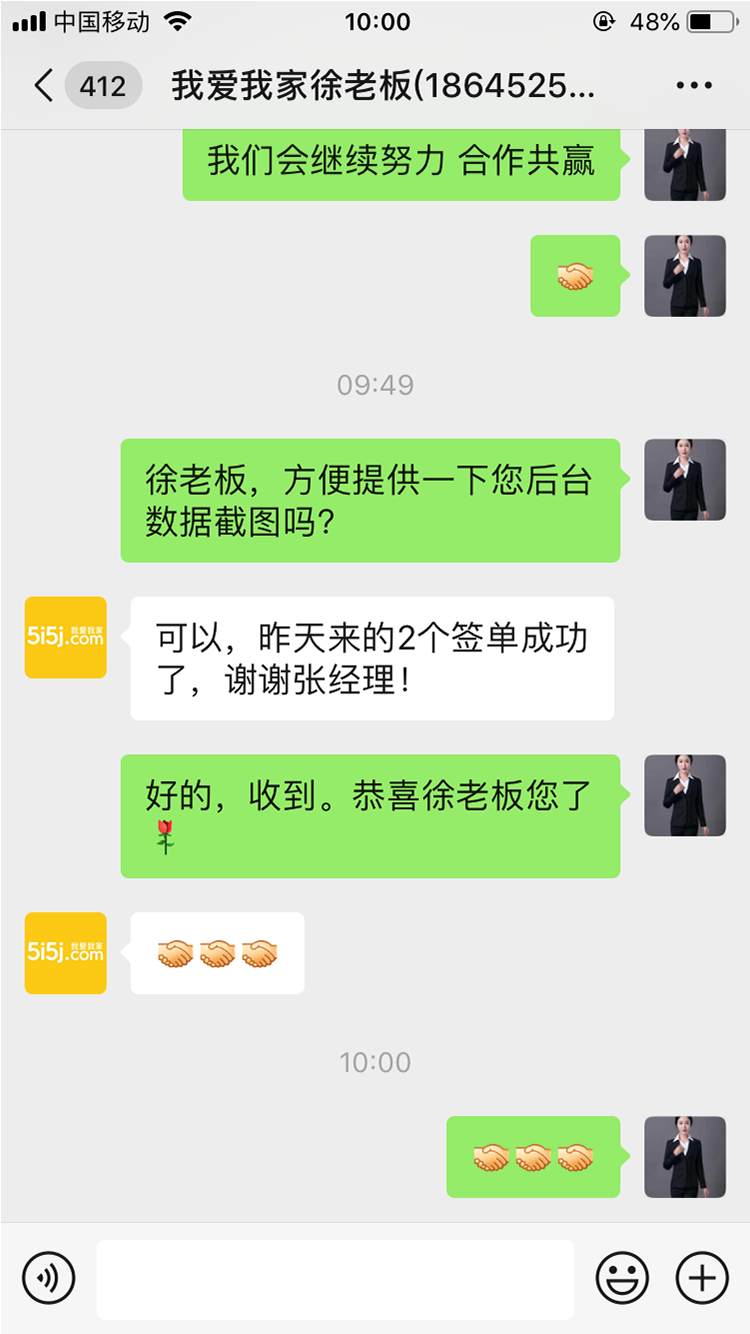 中国移动 10:00 48%
412 我爱我家徐老板(1864525...
我们会继续努力 合作共赢
09:49
徐老板，方便提供一下您后台
数据截图吗？
5i5j.com 我爱我家
可以，昨天来的2个签单成功
了，谢谢张经理！
好的，收到。恭喜徐老板您了
5i5j.com 我爱我家
10:00